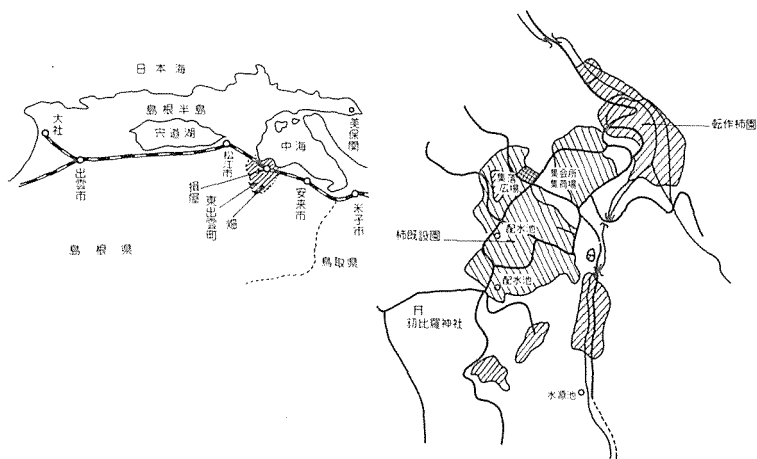 日本海
島根半島
大社
宍道湖
中海
美保関
松江市
出雲市
揖屋
東出雲町
畑
安来市
米子市
島根県
鳥取県
転作柿園
集落
広場
集会所
集荷場
柿既設園
配水池
配水池
比羅神社
水源池